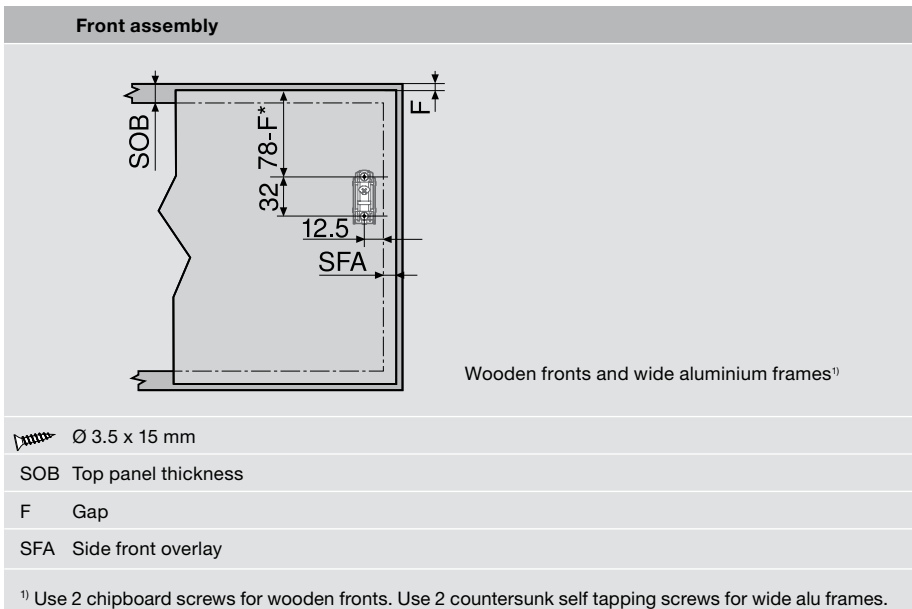 Front assembly
SOB
78-F*
F
32
12.5
SFA
Wooden fronts and wide aluminium frames¹⁾
Ø 3.5 x 15 mm
SOB Top panel thickness
F Gap
SFA Side front overlay
¹⁾ Use 2 chipboard screws for wooden fronts. Use 2 countersunk self tapping screws for wide alu frames.